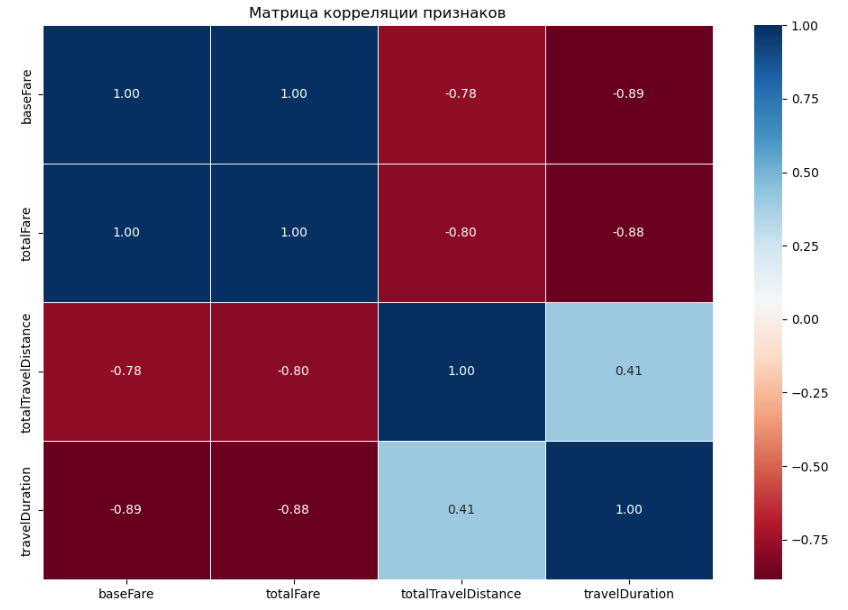 Матрица корреляции признаков
baseFare 1.00 1.00 -0.78 -0.89
totalFare 1.00 1.00 -0.80 -0.88
totalTravelDistance -0.78 -0.80 1.00 0.41
travelDuration -0.89 -0.88 0.41 1.00
baseFare totalFare totalTravelDistance travelDuration
1.00
0.75
0.50
0.25
0.00
−0.25
−0.50
−0.75